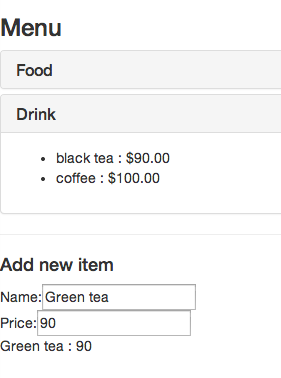 Menu
Food
Drink
black tea : $90.00
coffee : $100.00
Add new item
Name: Green tea
Price: 90
Green tea : 90